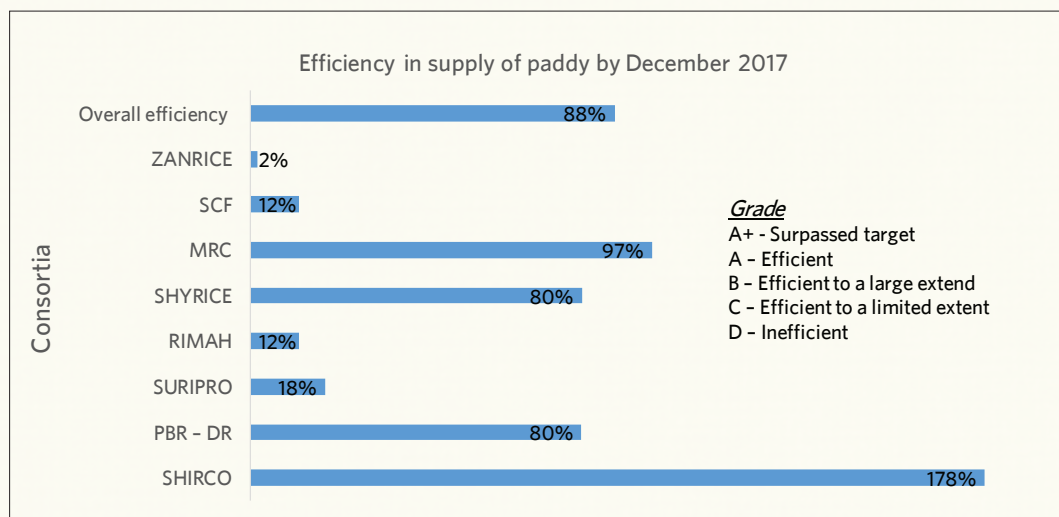 Efficiency in supply of paddy by December 2017
Consortia
Overall efficiency 88%
ZANRICE 2%
SCF 12%
MRC 97%
SHYRICE 80%
RIMAH 12%
SURIPRO 18%
PBR – DR 80%
SHIRCO 178%
Grade
A+ - Surpassed target
A – Efficient
B – Efficient to a large extend
C – Efficient to a limited extent
D – Inefficient